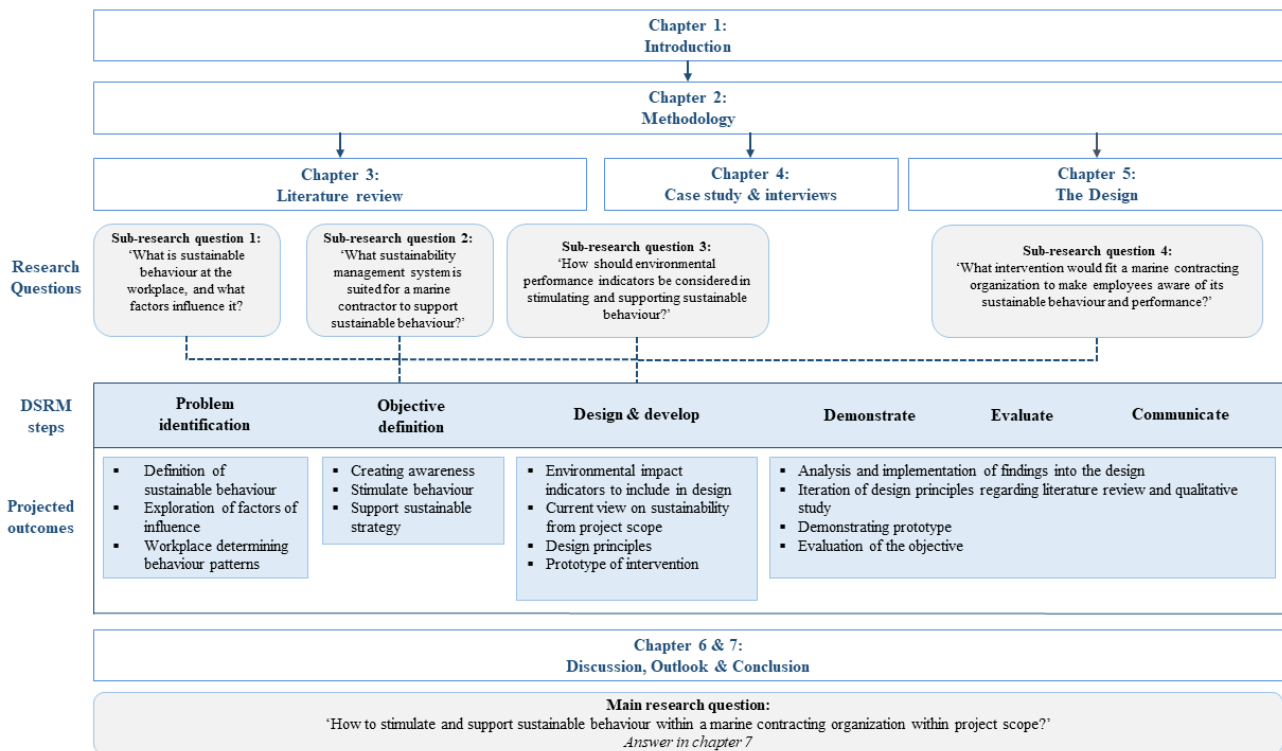 Chapter 1:
Introduction
Chapter 2:
Methodology
Chapter 3:
Literature review
Chapter 4:
Case study & interviews
Chapter 5:
The Design
Research
Questions
Sub-research question 1:
‘What is sustainable
behaviour at the
workplace, and what
factors influence it?
Sub-research question 2:
‘What sustainability
management system is
suited for a marine
contractor to support
sustainable behaviour?’
Sub-research question 3:
‘How should environmental
performance indicators be considered in
stimulating and supporting sustainable
behaviour?’
Sub-research question 4:
‘What intervention would fit a marine contracting
organization to make employees aware of its
sustainable behaviour and performance?’
DSRM
steps
Problem
identification
Objective
definition
Design & develop
Demonstrate
Evaluate
Communicate
Projected
outcomes
▪ Definition of
sustainable behaviour
▪ Exploration of factors of
influence
▪ Workplace determining
behaviour patterns
▪ Creating awareness
▪ Stimulate behaviour
▪ Support sustainable
strategy
▪ Environmental impact
indicators to include in design
▪ Current view on sustainability
from project scope
▪ Design principles
▪ Prototype of intervention
▪ Analysis and implementation of findings into the design
▪ Iteration of design principles regarding literature review and qualitative
study
▪ Demonstrating prototype
▪ Evaluation of the objective
Chapter 6 & 7:
Discussion, Outlook & Conclusion
Main research question:
‘How to stimulate and support sustainable behaviour within a marine contracting organization within project scope?’
Answer in chapter 7